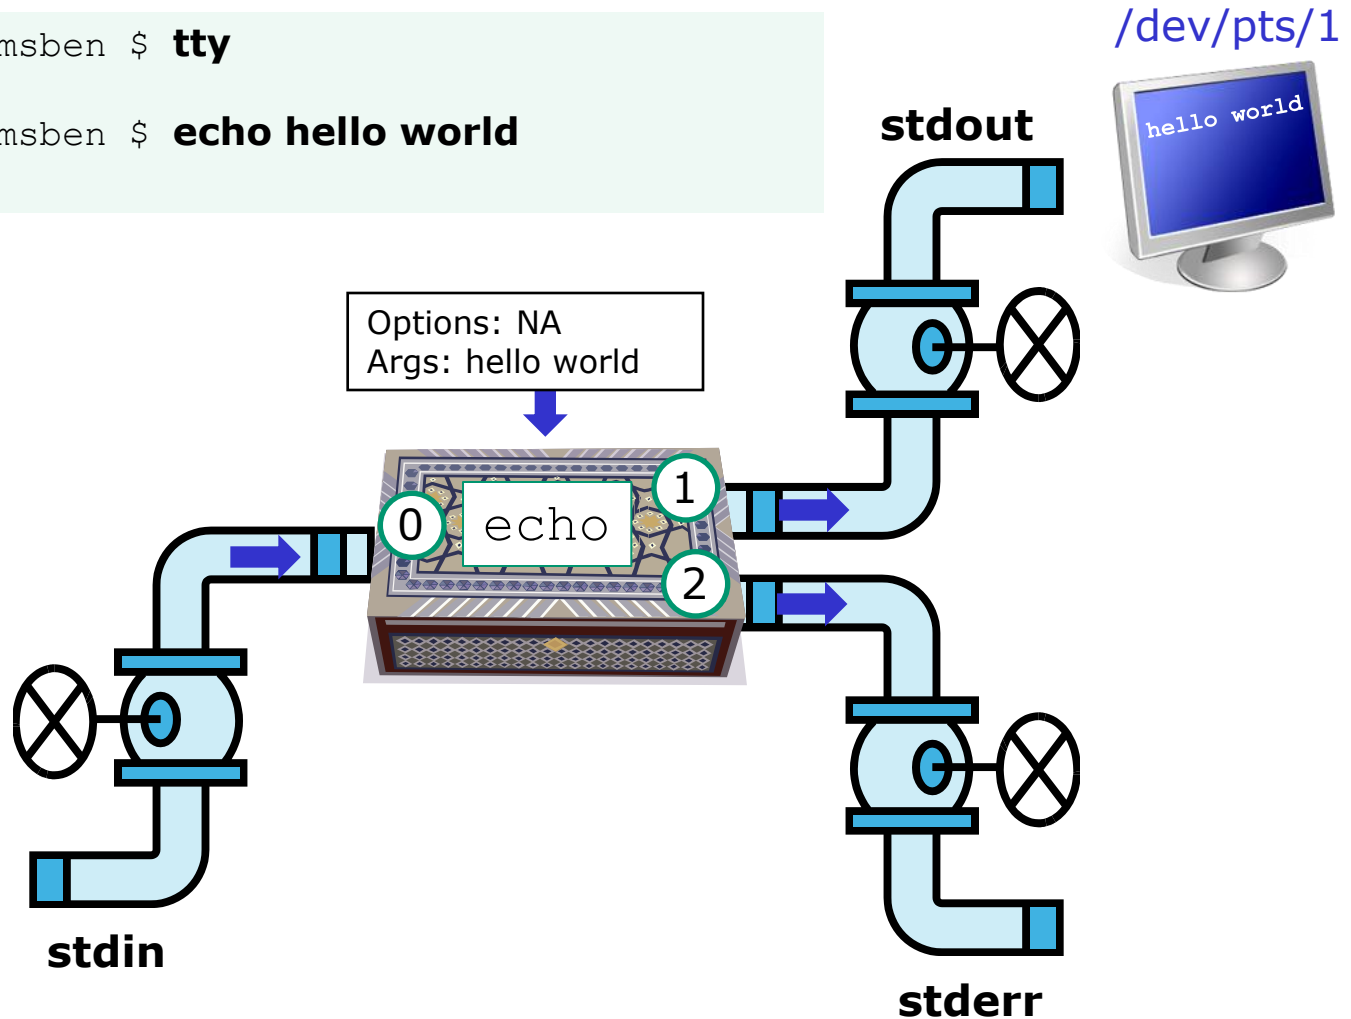 msben $ tty
msben $ echo hello world
/dev/pts/1
hello world
stdout
Options: NA
Args: hello world
0
echo
1
2
stdin
stderr